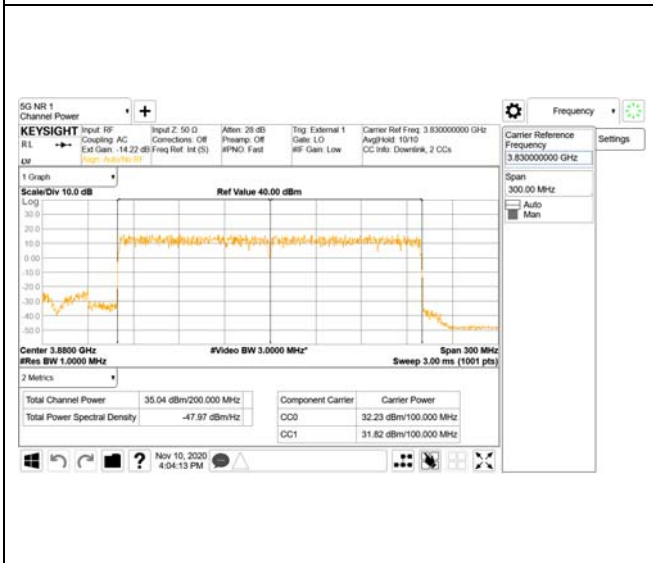 5G NR 1
Channel Power
+
Frequency
KEYSIGHT
RL
Input: RF
Coupling: AC
Ext Gain: -14.22 dB
Align: Auto/No RF
Input Z: 50 Ω
Corrections: Off
Freq Ref: Int (S)
Atten: 28 dB
Preamp: Off
#PNO: Fast
Trig: External 1
Gate: LO
#IF Gain: Low
Carrier Ref Freq: 3.830000000 GHz
Avg|Hold: 10/10
CC Info: Downlink, 2 CCs
Carrier Reference
Frequency
3.830000000 GHz
Settings
Span
300.00 MHz
Auto
Man
1 Graph
Scale/Div 10.0 dB
Ref Value 40.00 dBm
Log
30.0
20.0
10.0
0.00
-10.0
-20.0
-30.0
-40.0
-50.0
Center 3.8800 GHz
#Video BW 3.0000 MHz*
Span 300 MHz
#Res BW 1.0000 MHz
Sweep 3.00 ms (1001 pts)
2 Metrics
Total Channel Power 35.04 dBm/200.000 MHz
Total Power Spectral Density -47.97 dBm/Hz
Component Carrier Carrier Power
CC0 32.23 dBm/100.000 MHz
CC1 31.82 dBm/100.000 MHz
?
Nov 10, 2020
4:04:13 PM